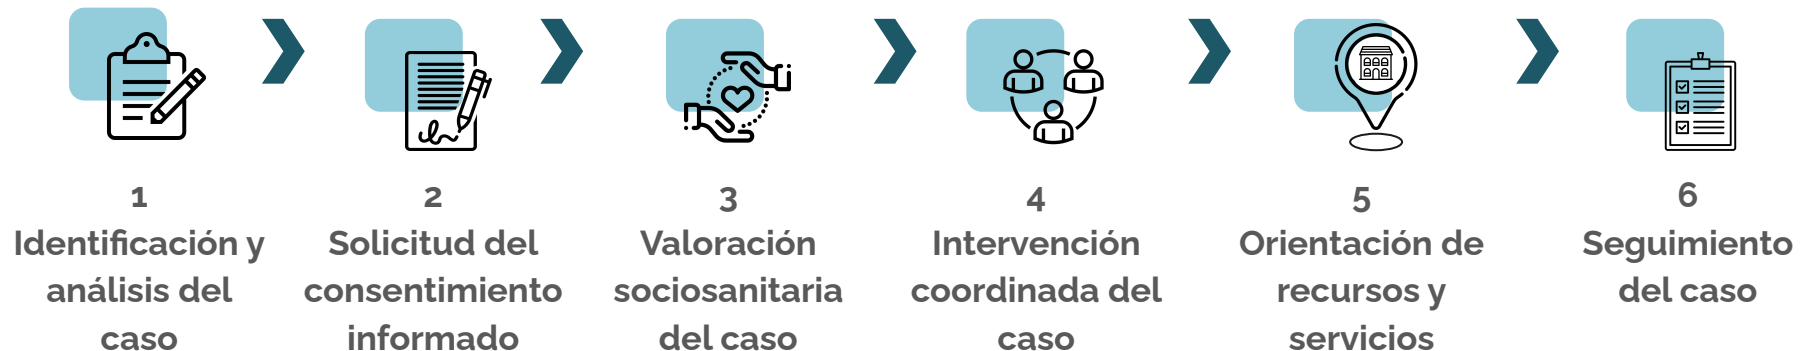 1
Identificación y
análisis del
caso
2
Solicitud del
consentimiento
informado
3
Valoración
sociosanitaria
del caso
4
Intervención
coordinada del
caso
5
Orientación de
recursos y
servicios
6
Seguimiento
del caso